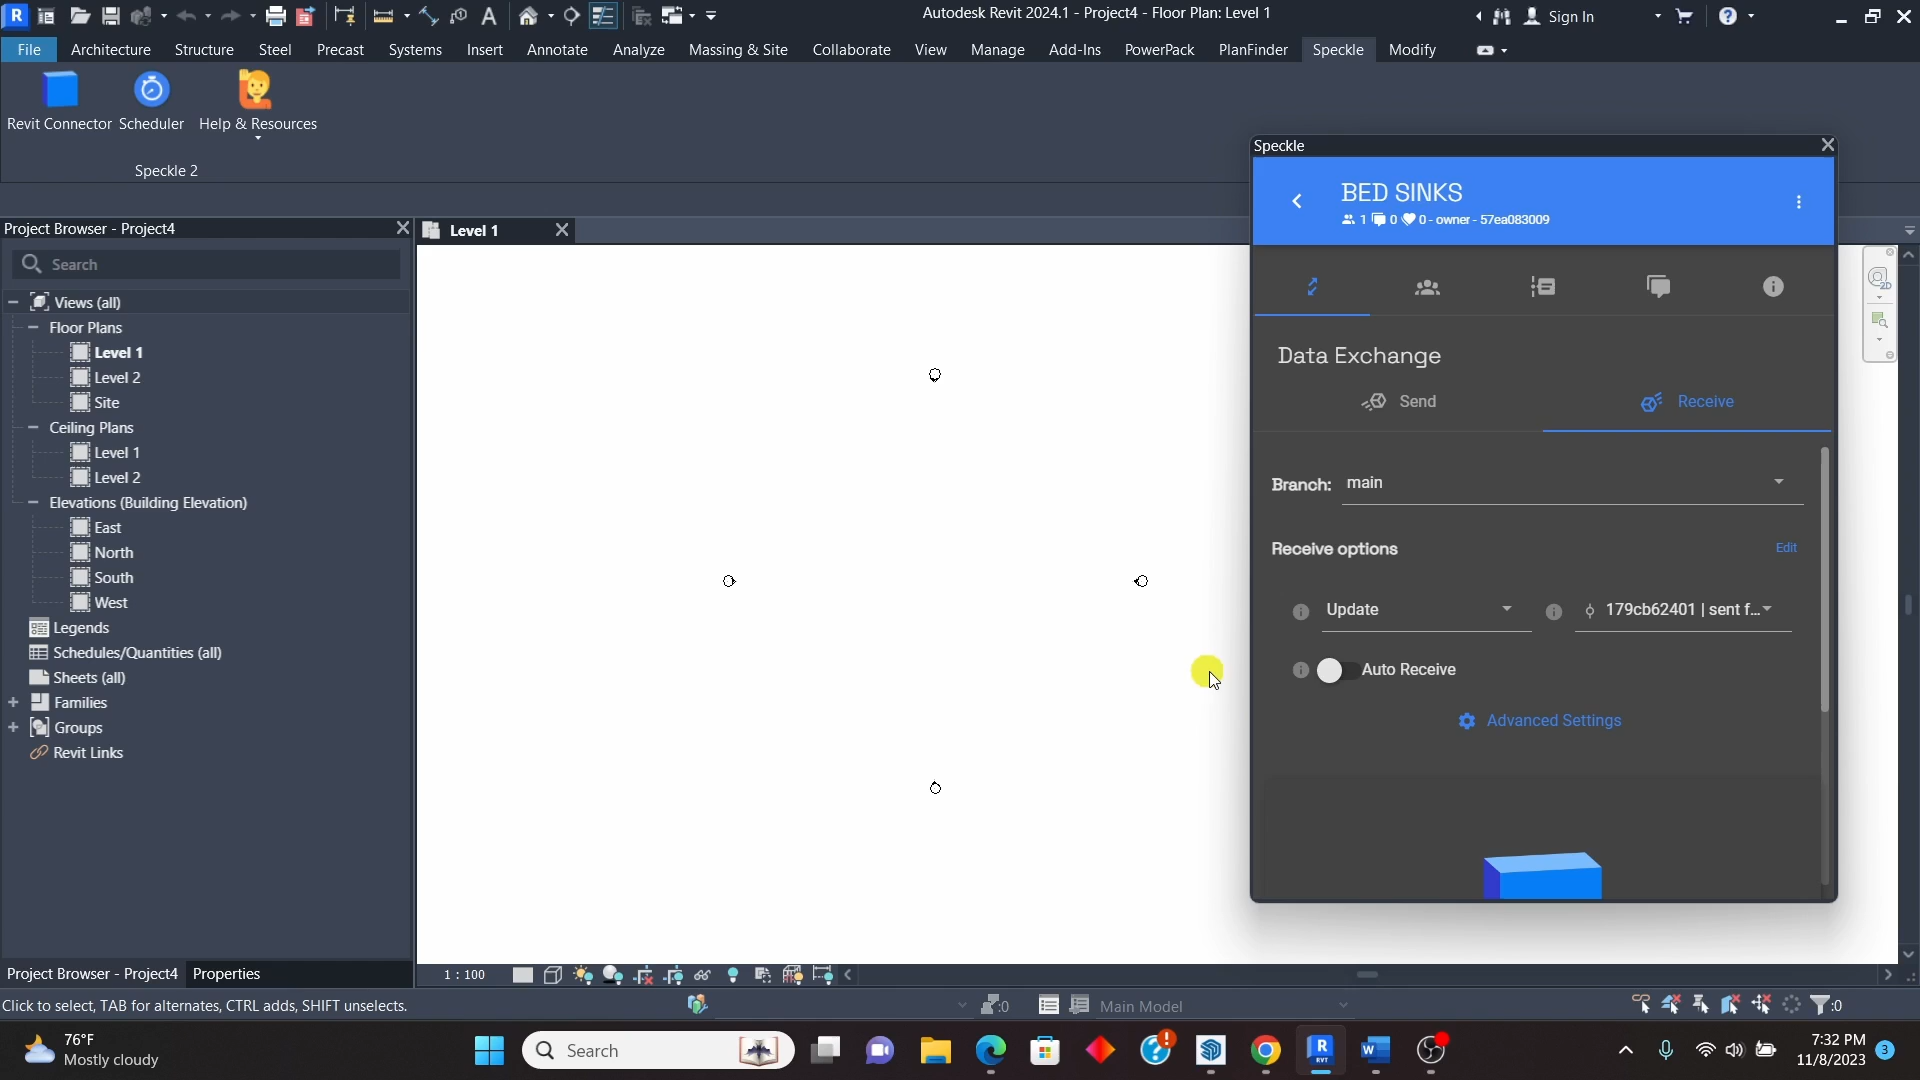 Autodesk Revit 2024.1 - Project4 - Floor Plan: Level 1
Sign In
File Architecture Structure Steel Precast Systems Insert Annotate Analyze Massing & Site Collaborate View Manage Add-Ins PowerPack PlanFinder Speckle Modify
Revit Connector Scheduler Help & Resources
Speckle 2
Project Browser - Project4
Search
Views (all)
Floor Plans
Level 1
Level 2
Site
Ceiling Plans
Level 1
Level 2
Elevations (Building Elevation)
East
North
South
West
Legends
Schedules/Quantities (all)
Sheets (all)
Families
Groups
Revit Links
Project Browser - Project4 Properties
Level 1
2D
Speckle
BED SINKS
1 0 0 - owner - 57ea083009
Data Exchange
Send Receive
Branch: main
Receive options Edit
Update 179cb62401 | sent f...
Auto Receive
Advanced Settings
1 : 100
Click to select, TAB for alternates, CTRL adds, SHIFT unselects.
:0
Main Model
:0
76°F
Mostly cloudy
Search
7:32 PM
11/8/2023
3